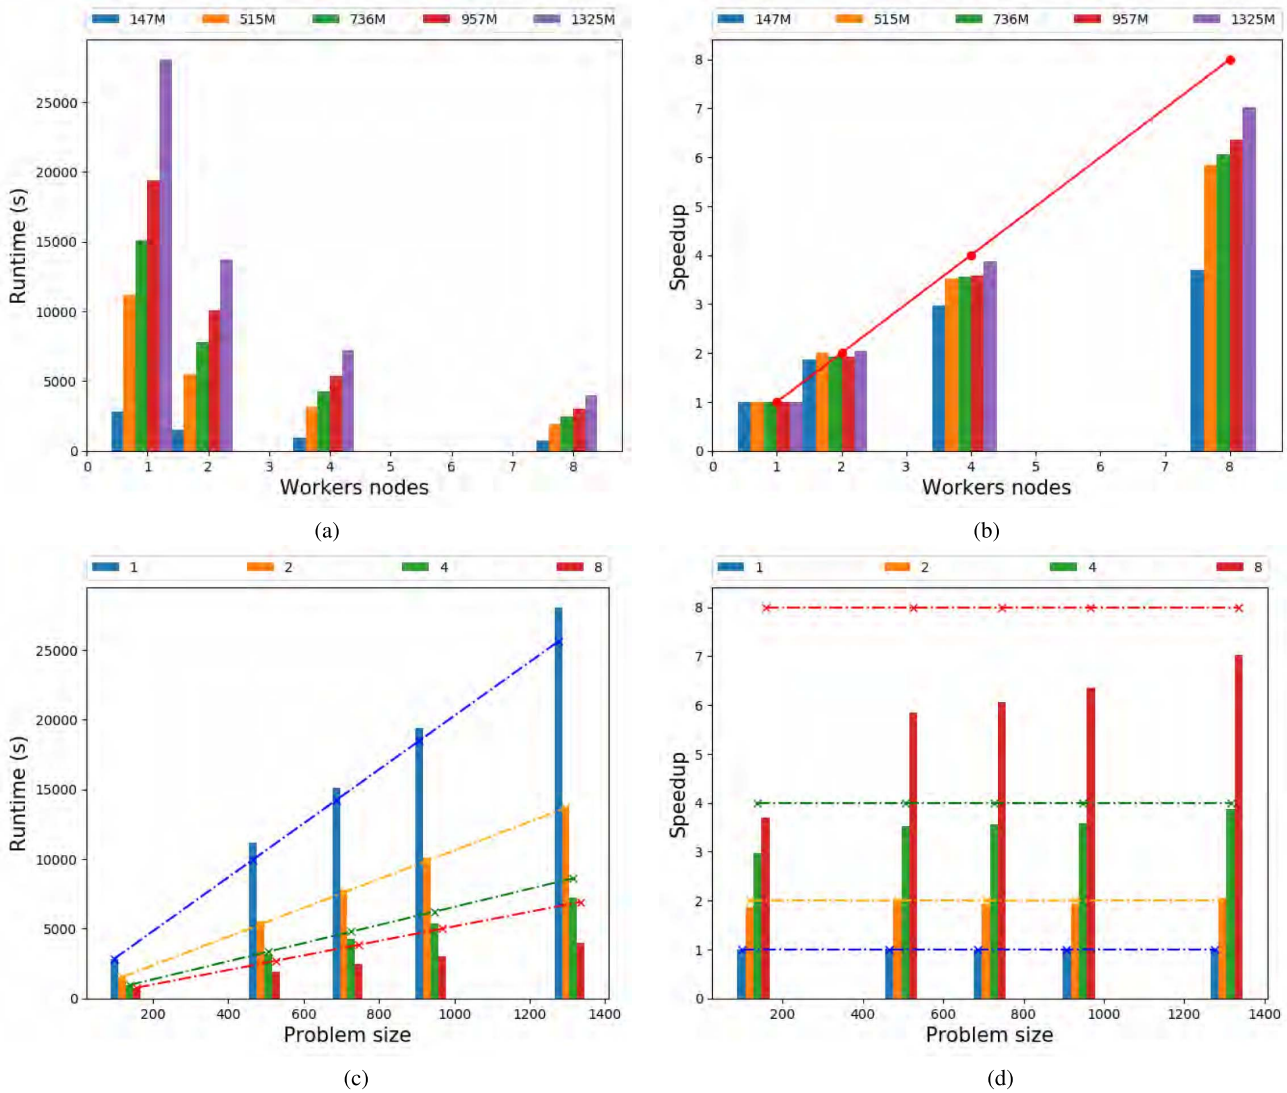 147M 515M 736M 957M 1325M
25000
20000
15000
10000
5000
0
Runtime (s)
0 1 2 3 4 5 6 7 8
Workers nodes
(a)
147M 515M 736M 957M 1325M
8
7
6
5
4
3
2
1
0
Speedup
0 1 2 3 4 5 6 7 8
Workers nodes
(b)
1 2 4 8
25000
20000
15000
10000
5000
0
Runtime (s)
200 400 600 800 1000 1200 1400
Problem size
(c)
1 2 4 8
8
7
6
5
4
3
2
1
0
Speedup
200 400 600 800 1000 1200 1400
Problem size
(d)